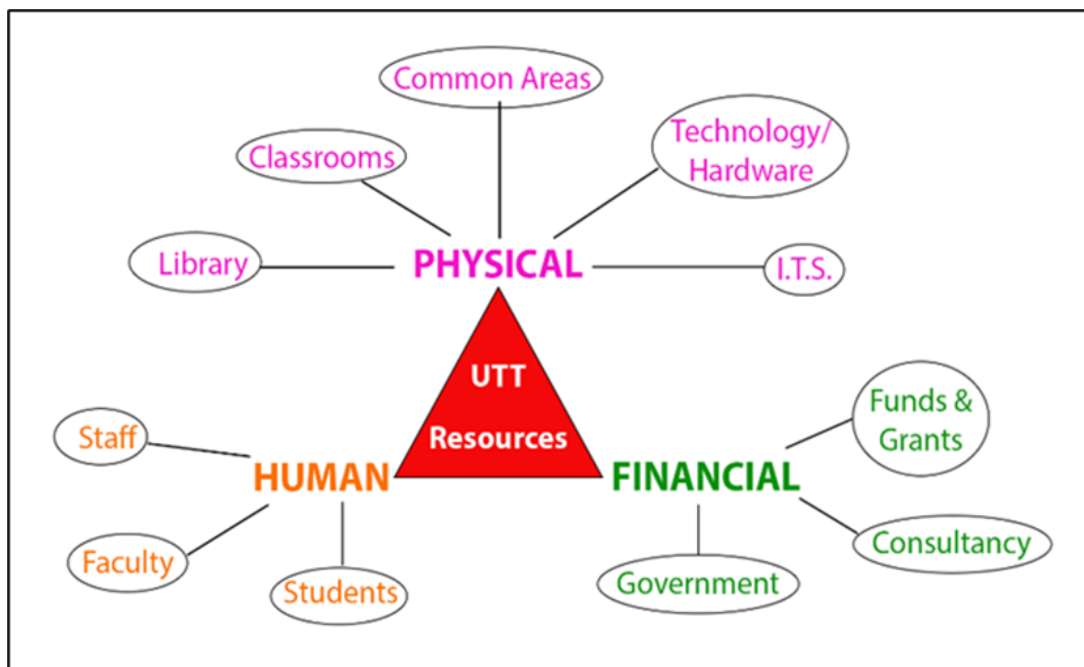 Common Areas
Technology/
Hardware
Classrooms
Library
PHYSICAL
I.T.S.
UTT
Resources
Funds &
Grants
Staff
HUMAN
FINANCIAL
Consultancy
Faculty
Students
Government